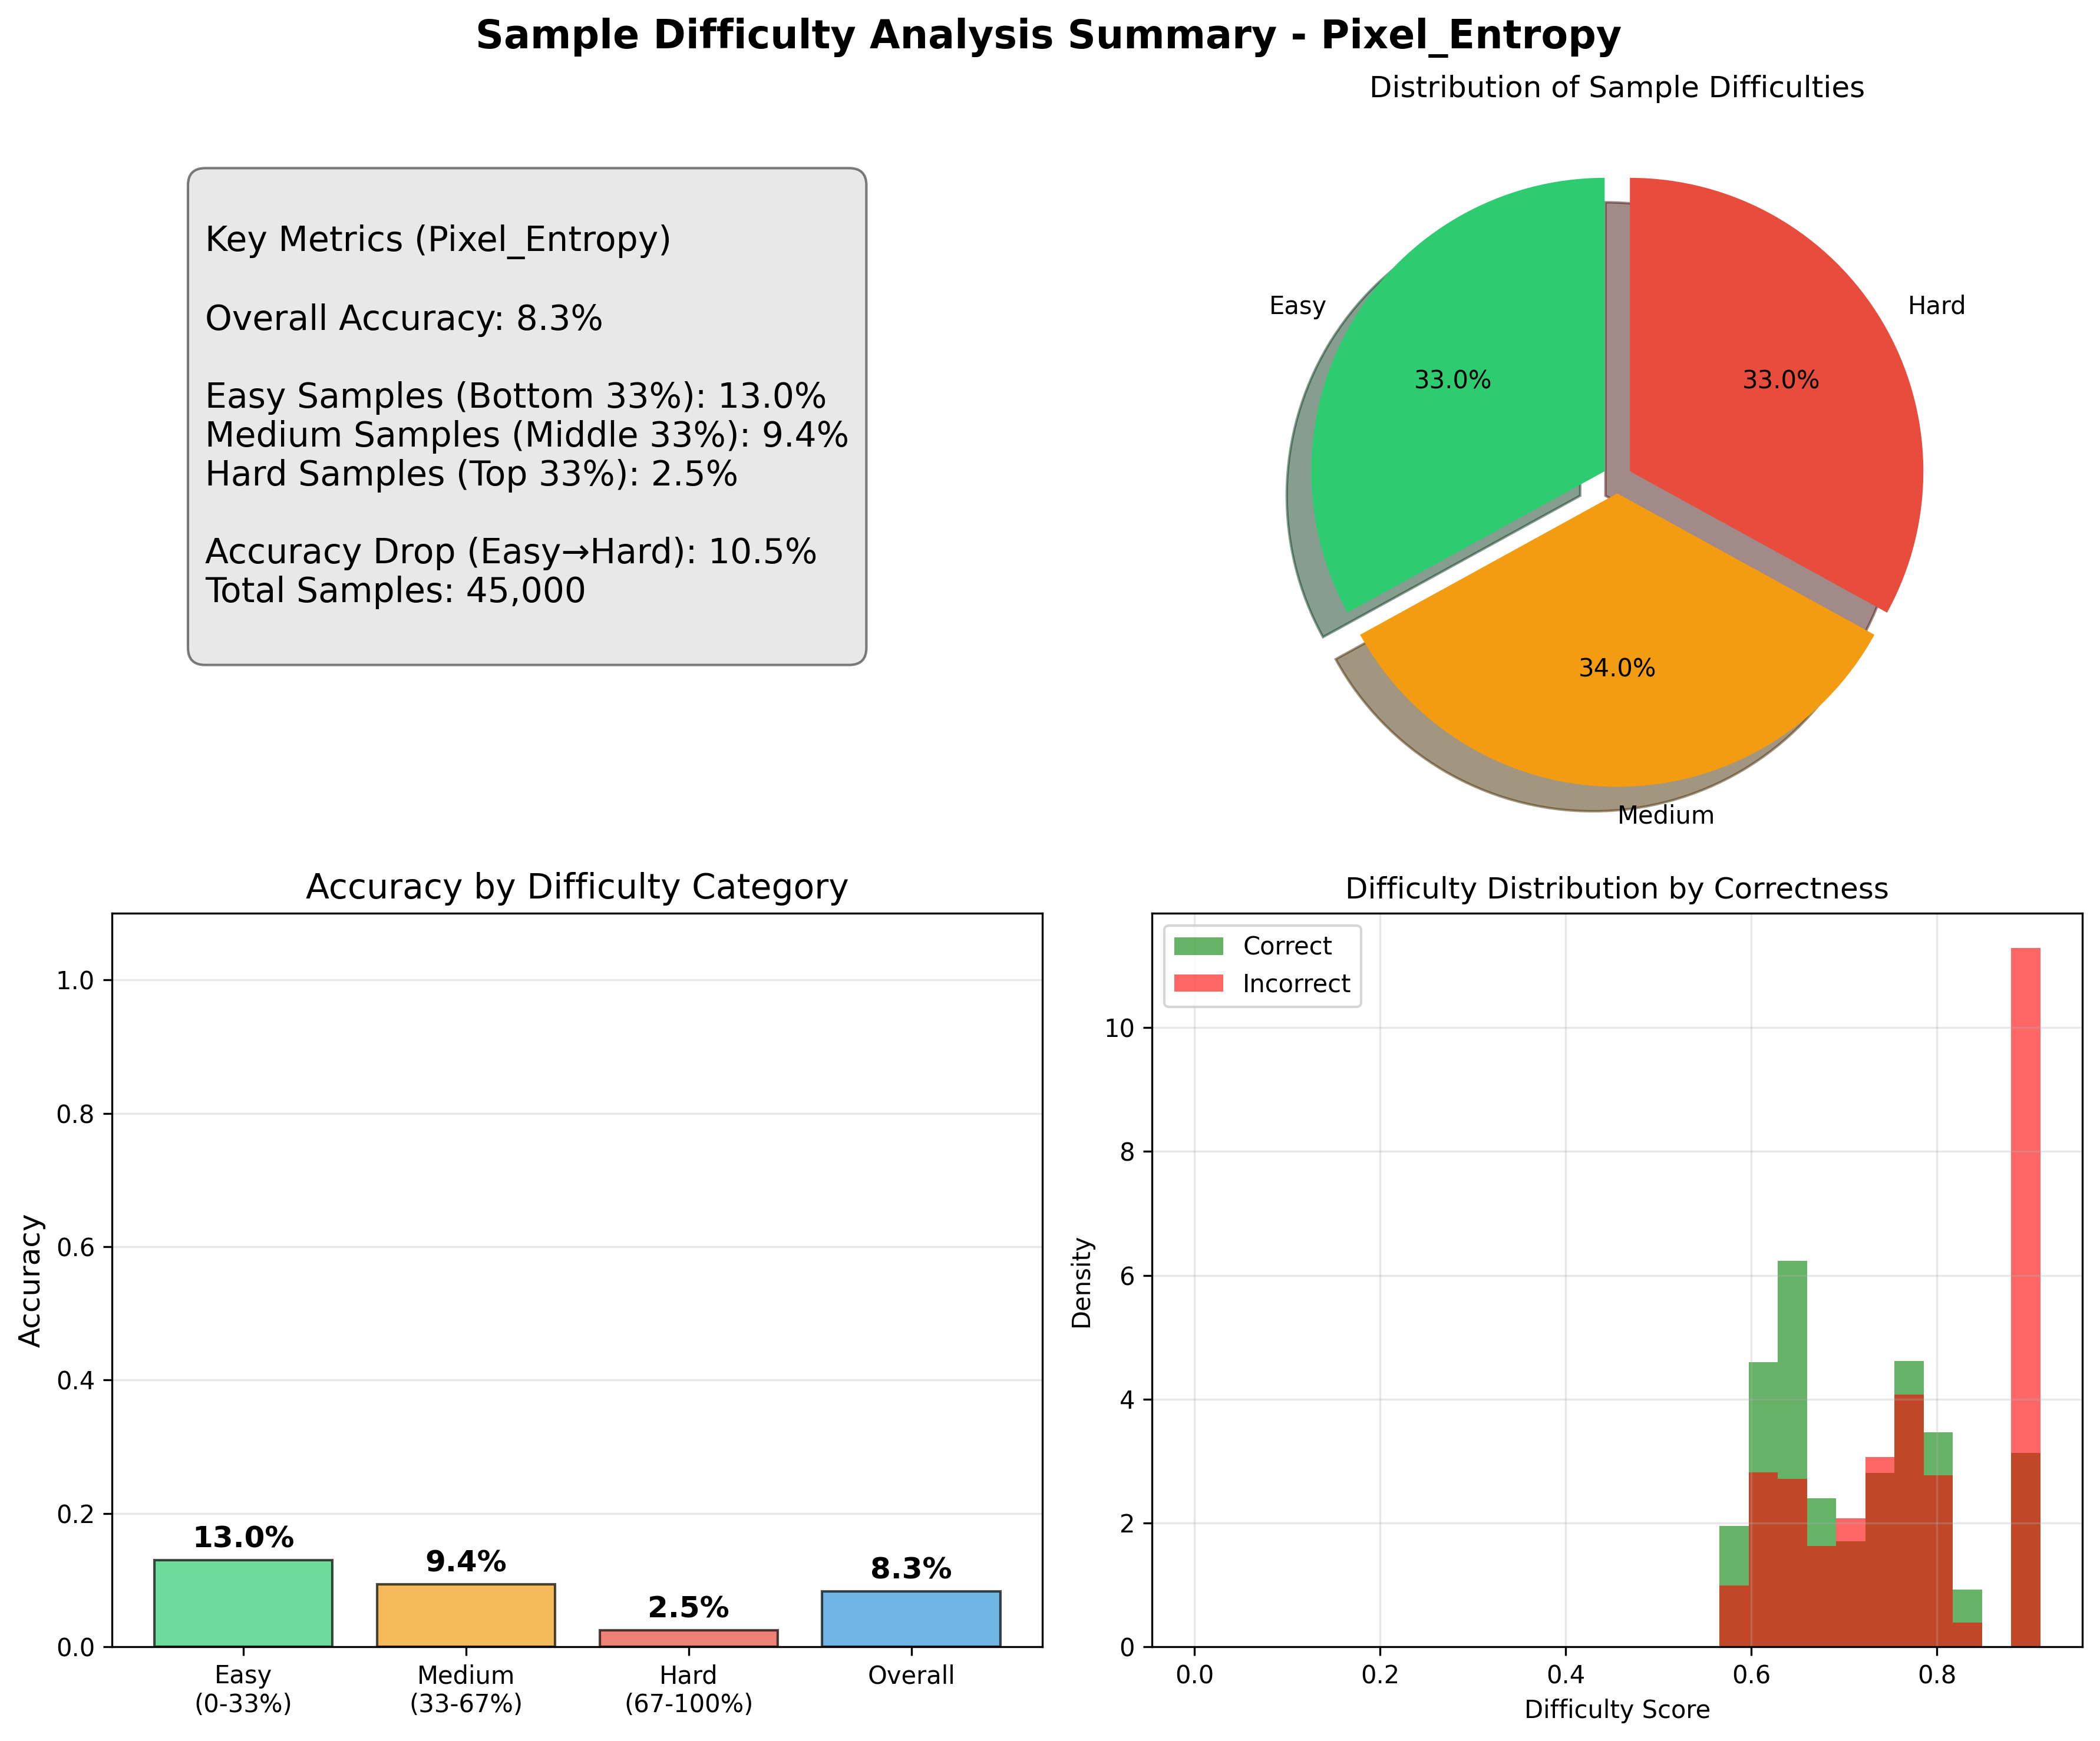 Sample Difficulty Analysis Summary - Pixel_Entropy
Key Metrics (Pixel_Entropy)
Overall Accuracy: 8.3%
Easy Samples (Bottom 33%): 13.0%
Medium Samples (Middle 33%): 9.4%
Hard Samples (Top 33%): 2.5%
Accuracy Drop (Easy→Hard): 10.5%
Total Samples: 45,000
Distribution of Sample Difficulties
Easy
Hard
33.0%
33.0%
34.0%
Medium
Accuracy by Difficulty Category
Accuracy
1.0
0.8
0.6
0.4
0.2
0.0
13.0%
9.4%
2.5%
8.3%
Easy
(0-33%)
Medium
(33-67%)
Hard
(67-100%)
Overall
Difficulty Distribution by Correctness
Correct
Incorrect
Density
10
8
6
4
2
0
0.0
0.2
0.4
0.6
0.8
Difficulty Score